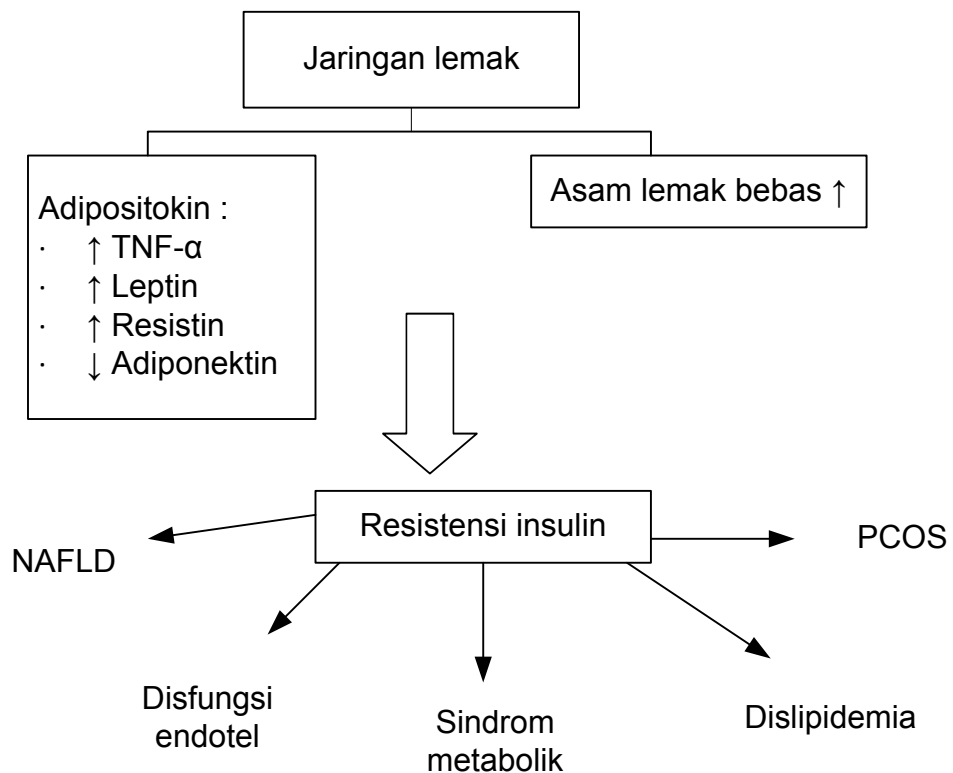 Jaringan lemak
Adipositokin :
· ↑ TNF-α
· ↑ Leptin
· ↑ Resistin
· ↓ Adiponektin
Asam lemak bebas ↑
Resistensi insulin
NAFLD
PCOS
Disfungsi
endotel
Sindrom
metabolik
Dislipidemia